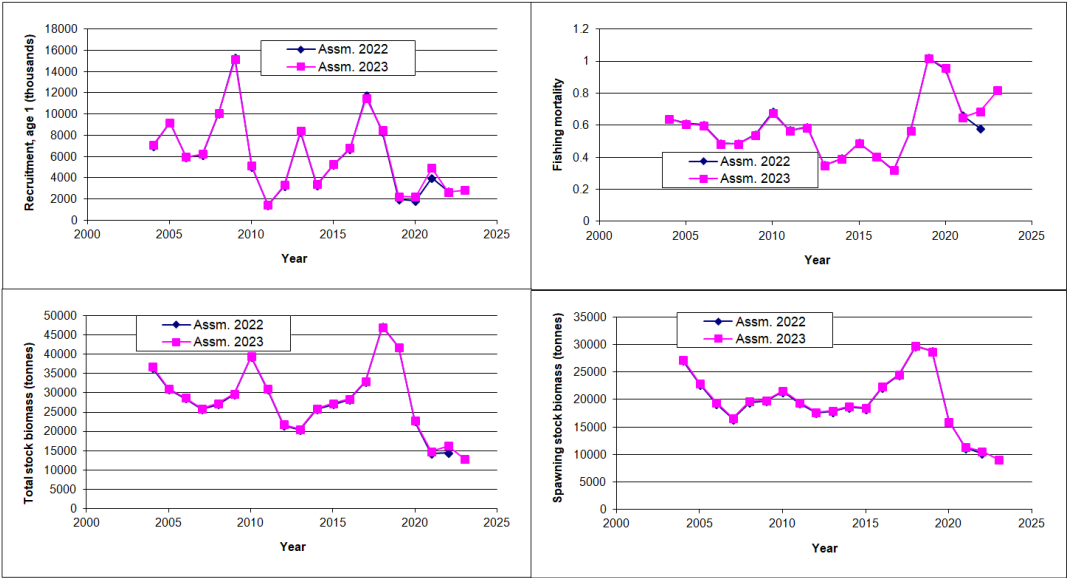 18000
16000
14000
12000
10000
8000
6000
4000
2000
0
Recruitment, age 1 (thousands)
Assm. 2022
Assm. 2023
2000 2005 2010 2015 2020 2025
Year
1.2
1
0.8
0.6
0.4
0.2
0
Fishing mortality
Assm. 2022
Assm. 2023
2000 2005 2010 2015 2020 2025
Year
50000
45000
40000
35000
30000
25000
20000
15000
10000
5000
0
Total stock biomass (tonnes)
Assm. 2022
Assm. 2023
2000 2005 2010 2015 2020 2025
Year
35000
30000
25000
20000
15000
10000
5000
0
Spawning stock biomass (tonnes)
Assm. 2022
Assm. 2023
2000 2005 2010 2015 2020 2025
Year